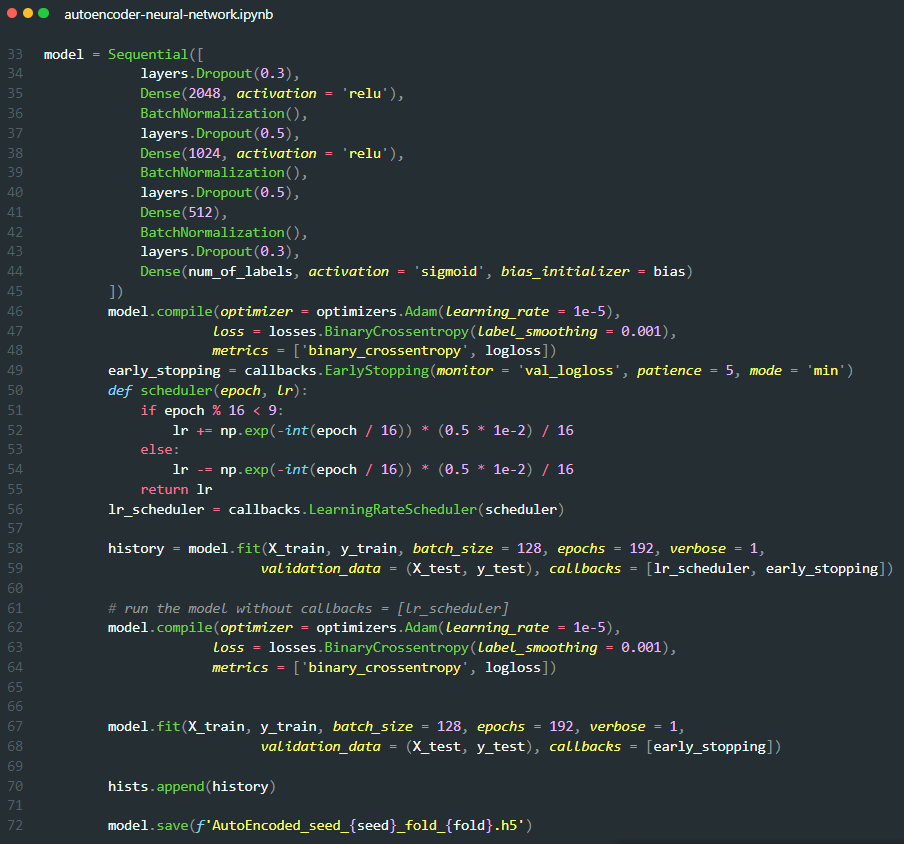 autoencoder-neural-network.ipynb
33 model = Sequential([
34 layers.Dropout(0.3),
35 Dense(2048, activation = 'relu'),
36 BatchNormalization(),
37 layers.Dropout(0.5),
38 Dense(1024, activation = 'relu'),
39 BatchNormalization(),
40 layers.Dropout(0.5),
41 Dense(512),
42 BatchNormalization(),
43 layers.Dropout(0.3),
44 Dense(num_of_labels, activation = 'sigmoid', bias_initializer = bias)
45 ])
46 model.compile(optimizer = optimizers.Adam(learning_rate = 1e-5),
47 loss = losses.BinaryCrossentropy(label_smoothing = 0.001),
48 metrics = ['binary_crossentropy', logloss])
49 early_stopping = callbacks.EarlyStopping(monitor = 'val_logloss', patience = 5, mode = 'min')
50 def scheduler(epoch, lr):
51 if epoch % 16 < 9:
52 lr += np.exp(-int(epoch / 16)) * (0.5 * 1e-2) / 16
53 else:
54 lr -= np.exp(-int(epoch / 16)) * (0.5 * 1e-2) / 16
55 return lr
56 lr_scheduler = callbacks.LearningRateScheduler(scheduler)
57
58 history = model.fit(X_train, y_train, batch_size = 128, epochs = 192, verbose = 1,
59 validation_data = (X_test, y_test), callbacks = [lr_scheduler, early_stopping])
60
61 # run the model without callbacks = [lr_scheduler]
62 model.compile(optimizer = optimizers.Adam(learning_rate = 1e-5),
63 loss = losses.BinaryCrossentropy(label_smoothing = 0.001),
64 metrics = ['binary_crossentropy', logloss])
65
66
67 model.fit(X_train, y_train, batch_size = 128, epochs = 192, verbose = 1,
68 validation_data = (X_test, y_test), callbacks = [early_stopping])
69
70 hists.append(history)
71
72 model.save(f'AutoEncoded_seed_{seed}_fold_{fold}.h5')